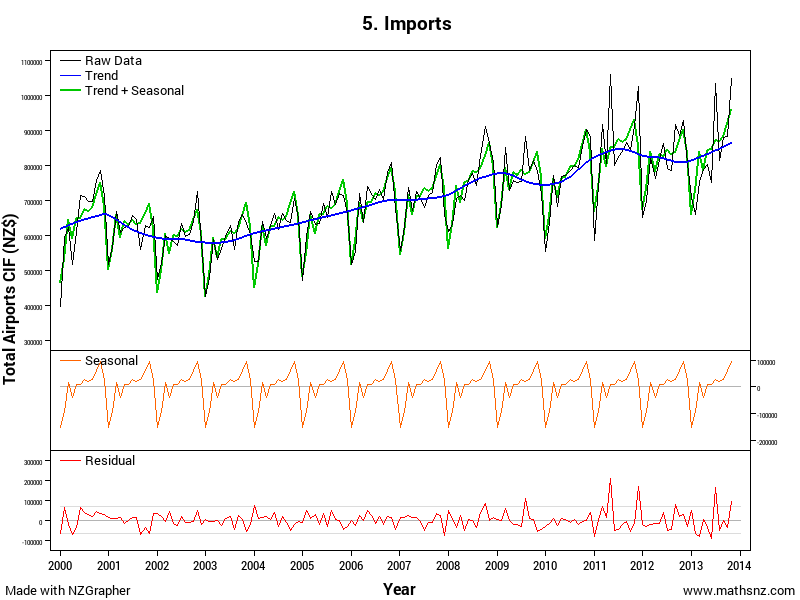 5. Imports
Total Airports CIF (NZ$)
1100000
1000000
900000
800000
700000
600000
500000
400000
300000
Raw Data
Trend
Trend + Seasonal
Seasonal
100000
0
-100000
-200000
Residual
300000
200000
100000
0
-100000
2000 2001 2002 2003 2004 2005 2006 2007 2008 2009 2010 2011 2012 2013 2014
Made with NZGrapher
Year
www.mathsnz.com